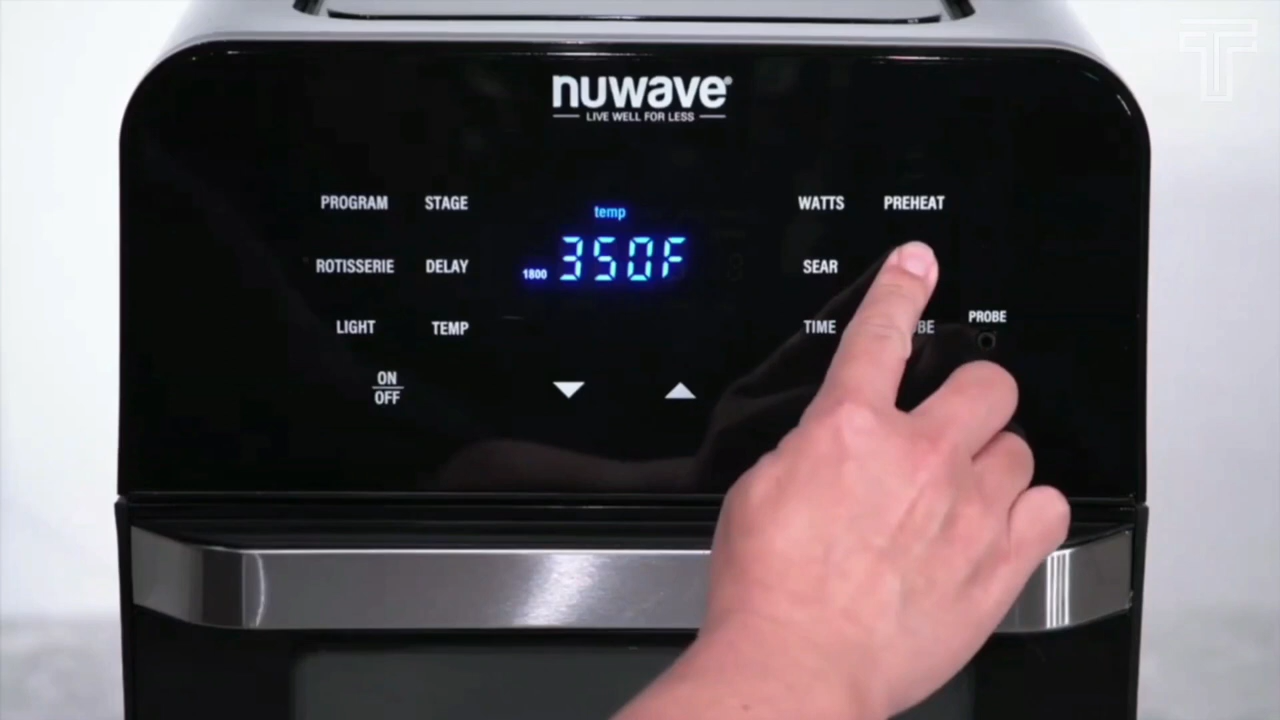 nuwave®
LIVE WELL FOR LESS
PROGRAM STAGE
temp
WATTS PREHEAT
ROTISSERIE DELAY
1800 350F
SEAR
LIGHT TEMP
TIME BE
PROBE
ON
OFF